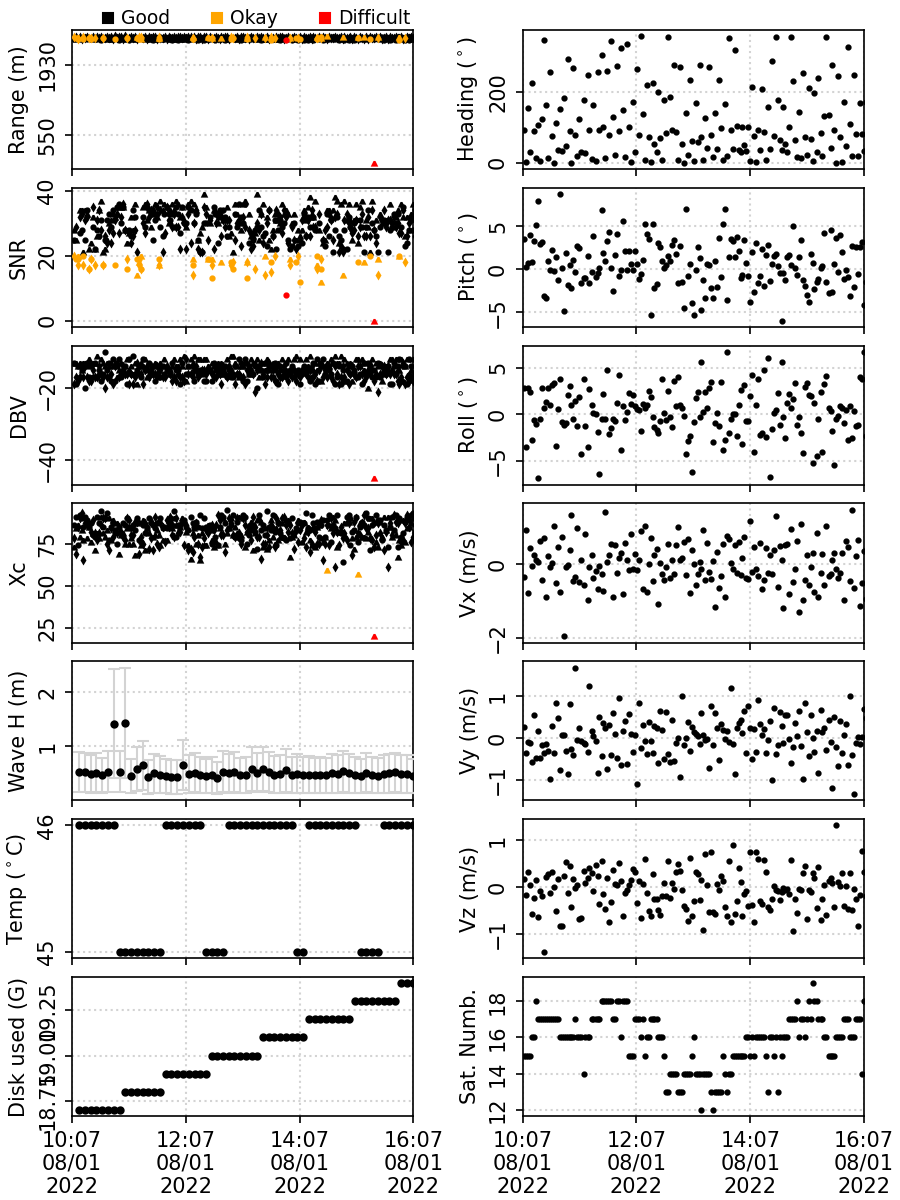 Good Okay Difficult
Range (m)
1930
550
Heading (°)
200
0
SNR
40
20
0
Pitch (°)
5
0
−5
DBV
−20
−40
Roll (°)
5
0
−5
Xc
75
50
25
Vx (m/s)
0
−2
Wave H (m)
2
1
Vy (m/s)
1
0
−1
Temp (°C)
46
45
Vz (m/s)
1
0
−1
Disk used (G)
19.25
19.00
18.75
Sat. Numb.
18
16
14
12
10:07 12:07 14:07 16:07
08/01 08/01 08/01 08/01
2022 2022 2022 2022
10:07 12:07 14:07 16:07
08/01 08/01 08/01 08/01
2022 2022 2022 2022